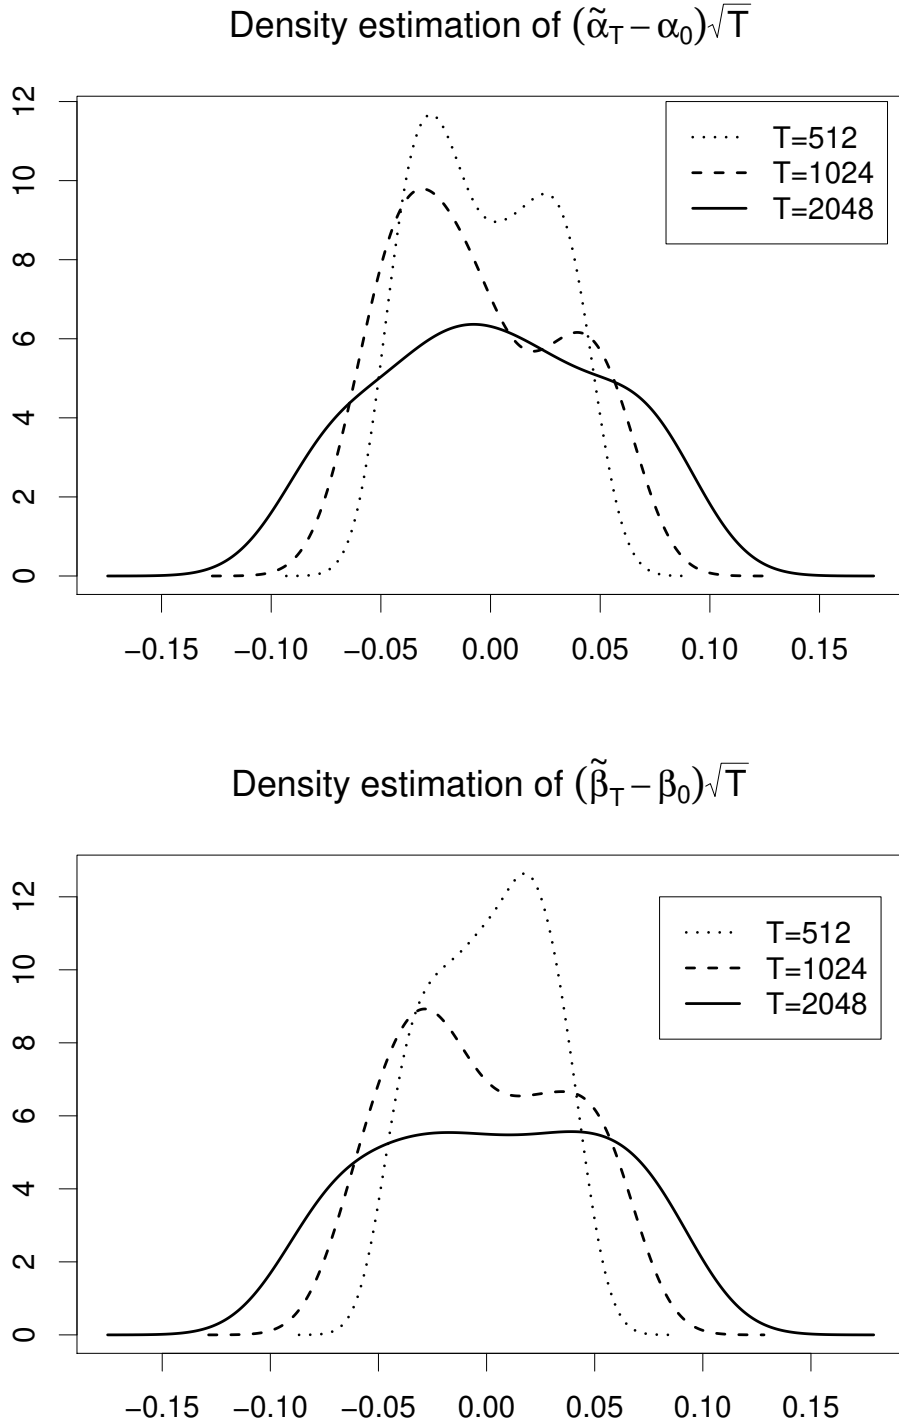 Density estimation of (α̃_T − α₀)√T
12
10
8
6
4
2
0
T=512
T=1024
T=2048
−0.15 −0.10 −0.05 0.00 0.05 0.10 0.15
Density estimation of (β̃_T − β₀)√T
12
10
8
6
4
2
0
T=512
T=1024
T=2048
−0.15 −0.10 −0.05 0.00 0.05 0.10 0.15